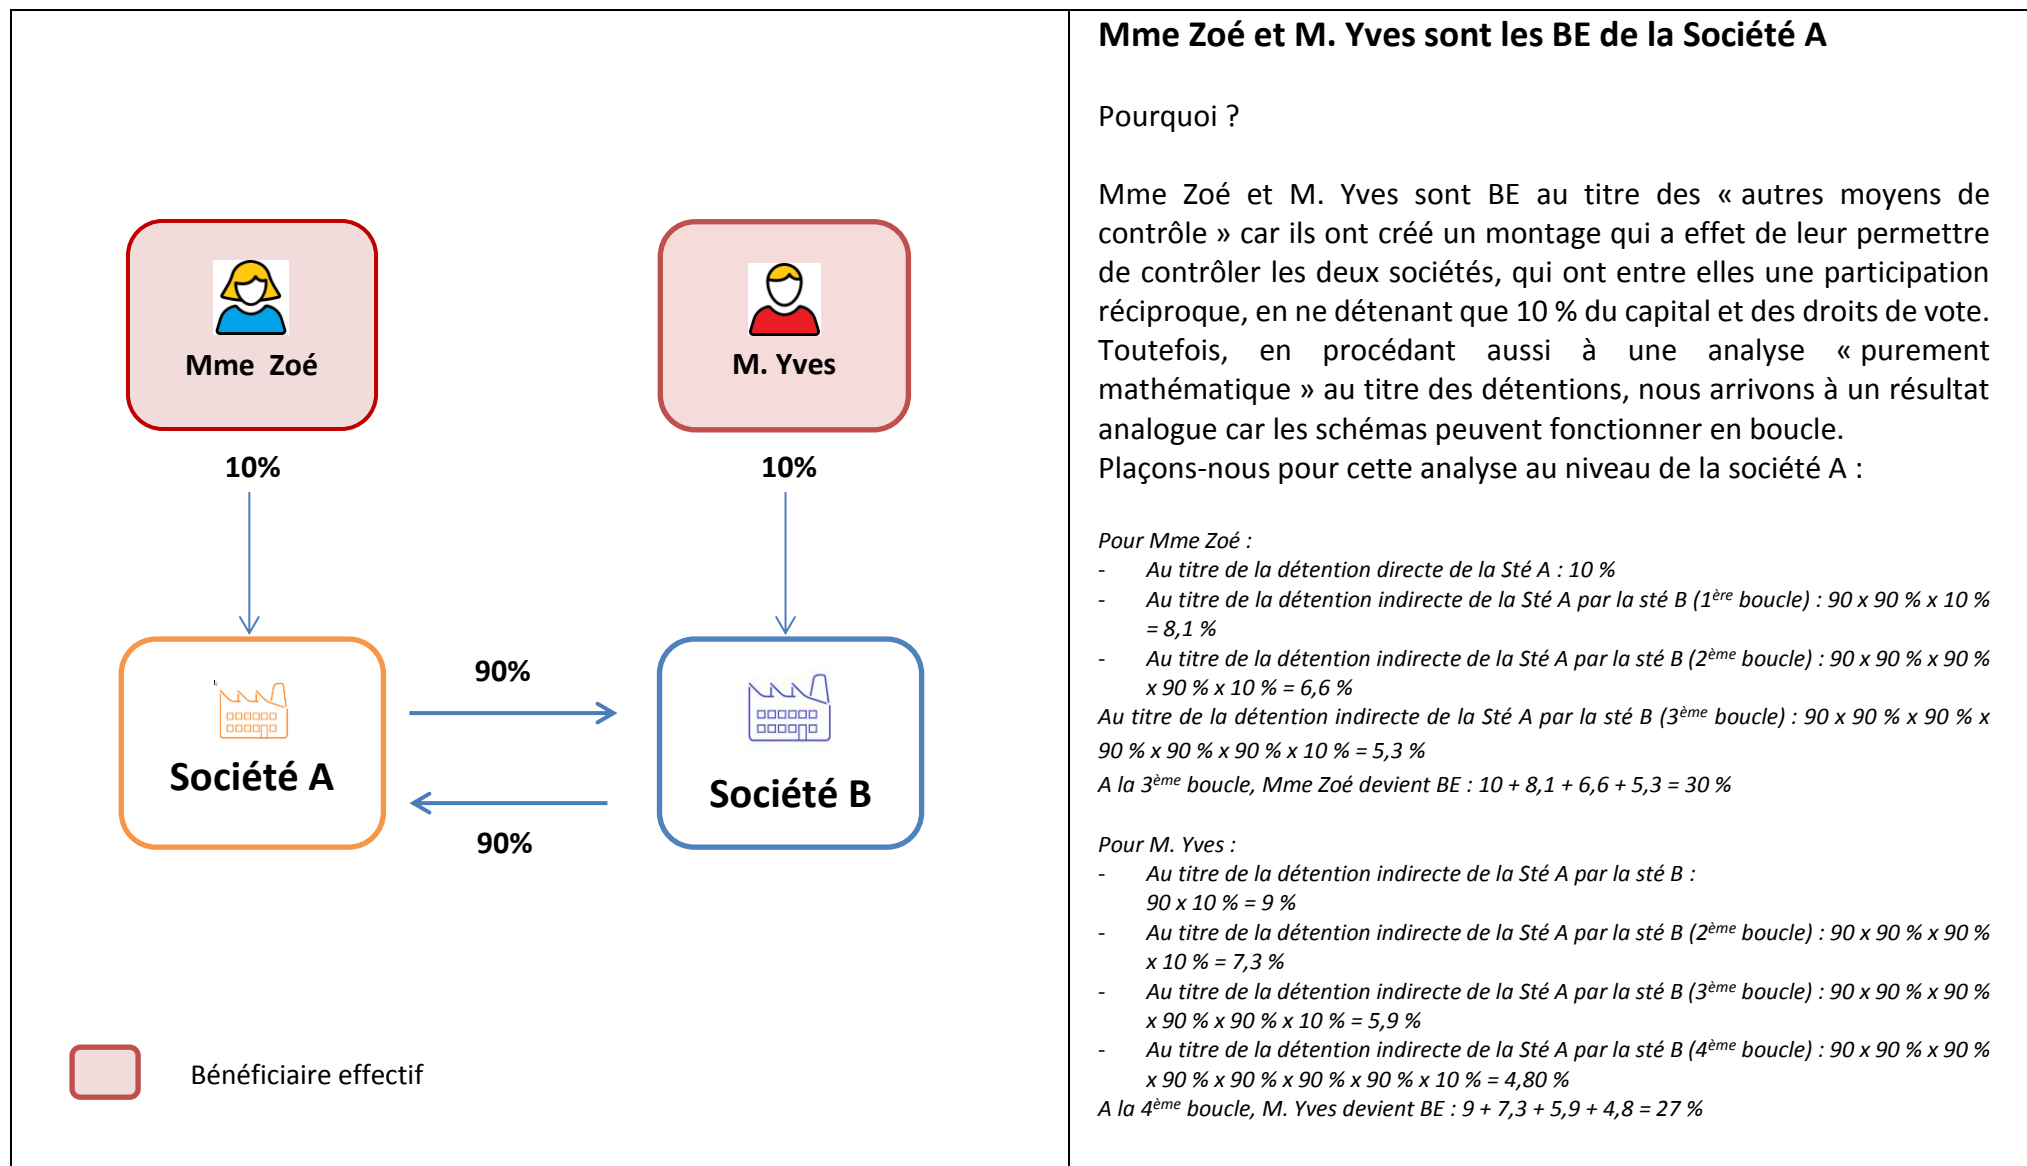 Mme Zoé
M. Yves
10%
10%
90%
Société A
Société B
90%
Bénéficiaire effectif
Mme Zoé et M. Yves sont les BE de la Société A
Pourquoi ?
Mme Zoé et M. Yves sont BE au titre des « autres moyens de
contrôle » car ils ont créé un montage qui a effet de leur permettre
de contrôler les deux sociétés, qui ont entre elles une participation
réciproque, en ne détenant que 10 % du capital et des droits de vote.
Toutefois, en procédant aussi à une analyse « purement
mathématique » au titre des détentions, nous arrivons à un résultat
analogue car les schémas peuvent fonctionner en boucle.
Plaçons-nous pour cette analyse au niveau de la société A :
Pour Mme Zoé :
- Au titre de la détention directe de la Sté A : 10 %
- Au titre de la détention indirecte de la Sté A par la sté B (1ère boucle) : 90 x 90 % x 10 %
= 8,1 %
- Au titre de la détention indirecte de la Sté A par la sté B (2ème boucle) : 90 x 90 % x 90 %
x 90 % x 10 % = 6,6 %
Au titre de la détention indirecte de la Sté A par la sté B (3ème boucle) : 90 x 90 % x 90 % x
90 % x 90 % x 90 % x 10 % = 5,3 %
A la 3ème boucle, Mme Zoé devient BE : 10 + 8,1 + 6,6 + 5,3 = 30 %
Pour M. Yves :
- Au titre de la détention indirecte de la Sté A par la sté B :
90 x 10 % = 9 %
- Au titre de la détention indirecte de la Sté A par la sté B (2ème boucle) : 90 x 90 % x 90 %
x 10 % = 7,3 %
- Au titre de la détention indirecte de la Sté A par la sté B (3ème boucle) : 90 x 90 % x 90 %
x 90 % x 90 % x 10 % = 5,9 %
- Au titre de la détention indirecte de la Sté A par la sté B (4ème boucle) : 90 x 90 % x 90 %
x 90 % x 90 % x 90 % x 90 % x 10 % = 4,80 %
A la 4ème boucle, M. Yves devient BE : 9 + 7,3 + 5,9 + 4,8 = 27 %